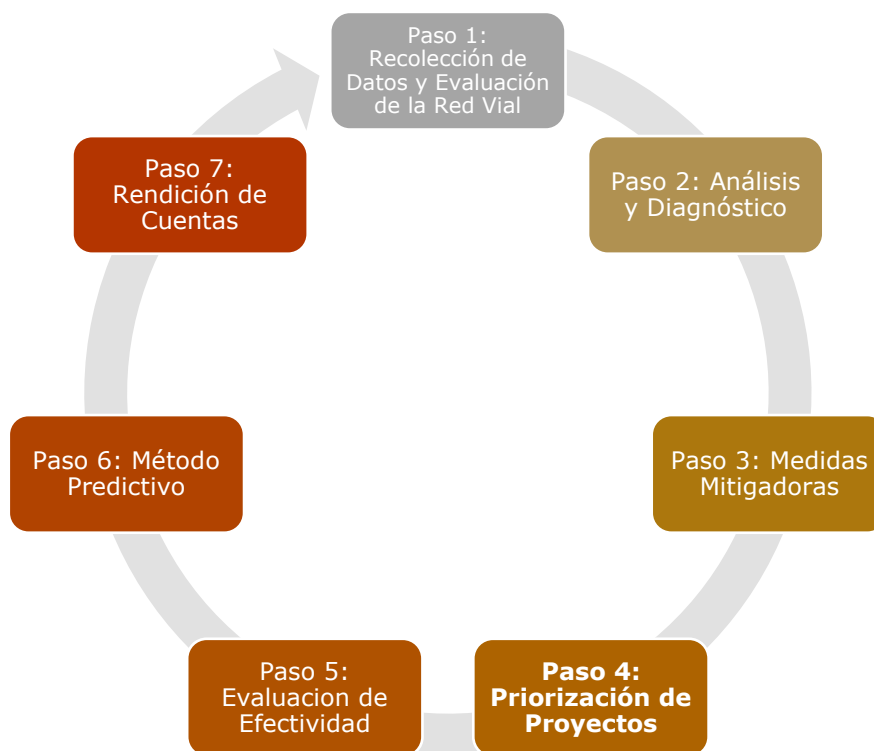 Paso 1:
Recolección de
Datos y Evaluación
de la Red Vial
Paso 2: Análisis
y Diagnóstico
Paso 3: Medidas
Mitigadoras
Paso 4:
Priorización de
Proyectos
Paso 5:
Evaluacion de
Efectividad
Paso 6: Método
Predictivo
Paso 7:
Rendición de
Cuentas